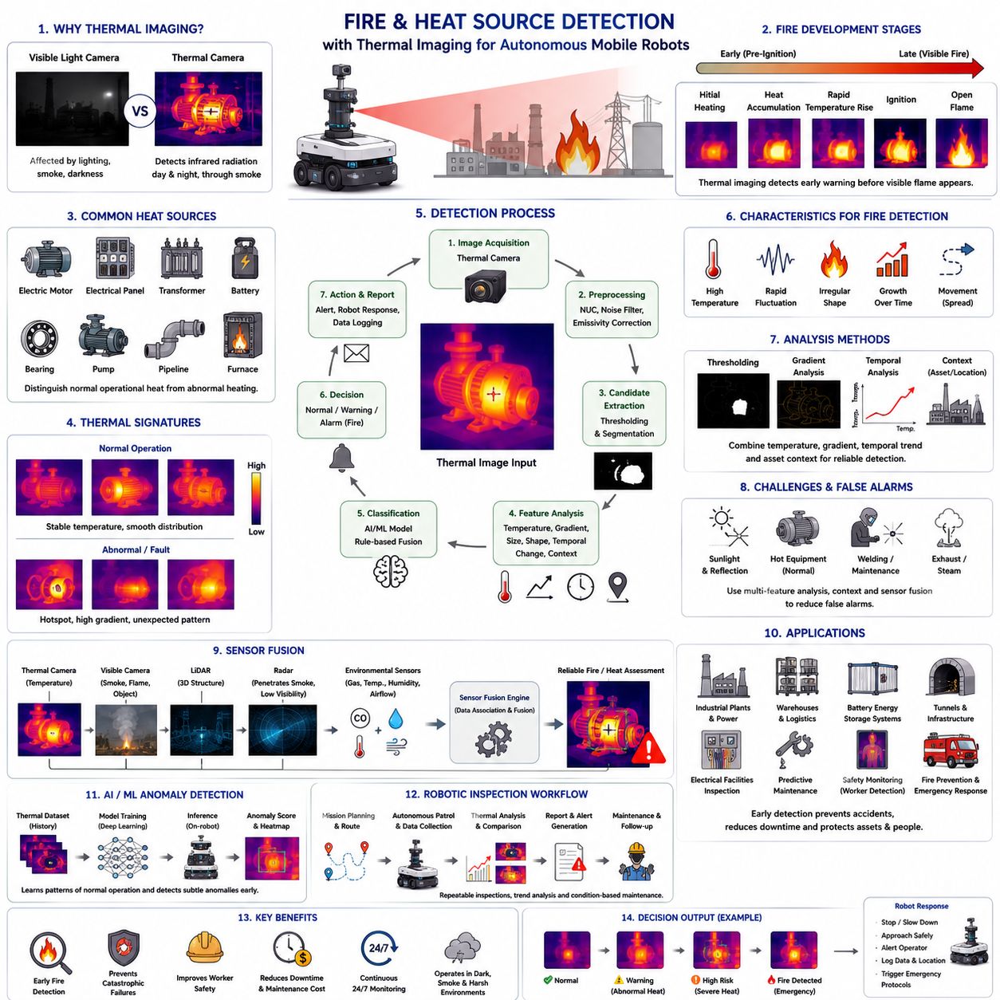 FIRE & HEAT SOURCE DETECTION
with Thermal Imaging for Autonomous Mobile Robots
1. WHY THERMAL IMAGING?
Visible Light Camera
Thermal Camera
VS
Affected by lighting,
smoke, darkness
Detects infrared radiation
day & night, through smoke
2. FIRE DEVELOPMENT STAGES
Early (Pre-Ignition)
Late (Visible Fire)
Hitial
Heating
Heat
Accumulation
Rapid
Temperature Rise
Ignition
Open
Flame
Thermal imaging detects early warning before visible flame appears.
3. COMMON HEAT SOURCES
Electric Motor
Electrical Panel
Transformer
Battery
Bearing
Pump
Pipeline
Furnace
Distinguish normal operational heat from abnormal heating.
4. THERMAL SIGNATURES
Normal Operation
Stable temperature, smooth distribution
High
Low
Abnormal / Fault
Hotspot, high gradient, unexpected pattern
5. DETECTION PROCESS
1. Image Acquisition
Thermal Camera
2. Preprocessing
NUC, Noise Filter,
Emissivity Correction
3. Candidate
Extraction
Thresholding
& Segmentation
4. Feature Analysis
Temperature, Gradient,
Size, Shape, Temporal
Change, Context
5. Classification
AI/ML Model
Rule-based Fusion
6. Decision
Normal / Warning /
Alarm (Fire)
7. Action & Report
Alert, Robot Response,
Data Logging
Thermal Image Input
6. CHARACTERISTICS FOR FIRE DETECTION
High
Temperature
Rapid
Fluctuation
Irregular
Shape
Growth
Over Time
Movement
(Spread)
7. ANALYSIS METHODS
Thresholding
Gradient
Analysis
Temporal
Analysis
Temp.
Context
(Asset/Location)
Combine temperature, gradient, temporal trend
and asset context for reliable detection.
8. CHALLENGES & FALSE ALARMS
Sunlight
& Reflection
Hot Equipment
(Normal)
Welding /
Maintenance
Exhaust /
Steam
Use multi-feature analysis, context and sensor fusion
to reduce false alarms.
9. SENSOR FUSION
Thermal Camera
(Temperature)
Visible Camera
(Smoke, Flame,
Object)
LiDAR
(3D Structure)
Radar
(Penetrates Smoke,
Low Visibility)
Environmental Sensors
(Gas, Temp., Humidity,
Airflow)
CO
+
Sensor Fusion Engine
(Data Association & Fusion)
Reliable Fire / Heat Assessment
10. APPLICATIONS
Industrial Plants
& Power
Warehouses
& Logistics
Battery Energy
Storage Systems
Tunnels &
Infrastructure
Electrical Facilities
Inspection
Predictive
Maintenance
Safety Monitoring
(Worker Detection)
Fire Prevention &
Emergency Response
Early detection prevents accidents,
reduces downtime and protects assets & people.
11. AI / ML ANOMALY DETECTION
Thermal Dataset
(History)
Model Training
(Deep Learning)
Inference
(On-robot)
Anomaly Score
& Heatmap
Learns patterns of normal operation and detects subtle anomalies early.
12. ROBOTIC INSPECTION WORKFLOW
Mission Planning
& Route
Autonomous Patrol
& Data Collection
Thermal Analysis
& Comparison
Report & Alert
Generation
Maintenance &
Follow-up
Repeatable inspections, trend analysis and condition-based maintenance.
13. KEY BENEFITS
Early Fire
Detection
Prevents
Catastrophic
Failures
Improves Worker
Safety
$
Reduces Downtime
& Maintenance Cost
24/7
Continuous
24/7 Monitoring
Operates in Dark,
Smoke & Harsh
Environments
14. DECISION OUTPUT (EXAMPLE)
Normal
Warning
(Abnormal Heat)
High Risk
(Severe Heat)
Fire Detected
(Emergency)
Robot Response
· Stop / Slow Down
· Approach Safely
· Alert Operator
· Log Data & Location
· Trigger Emergency
Protocols